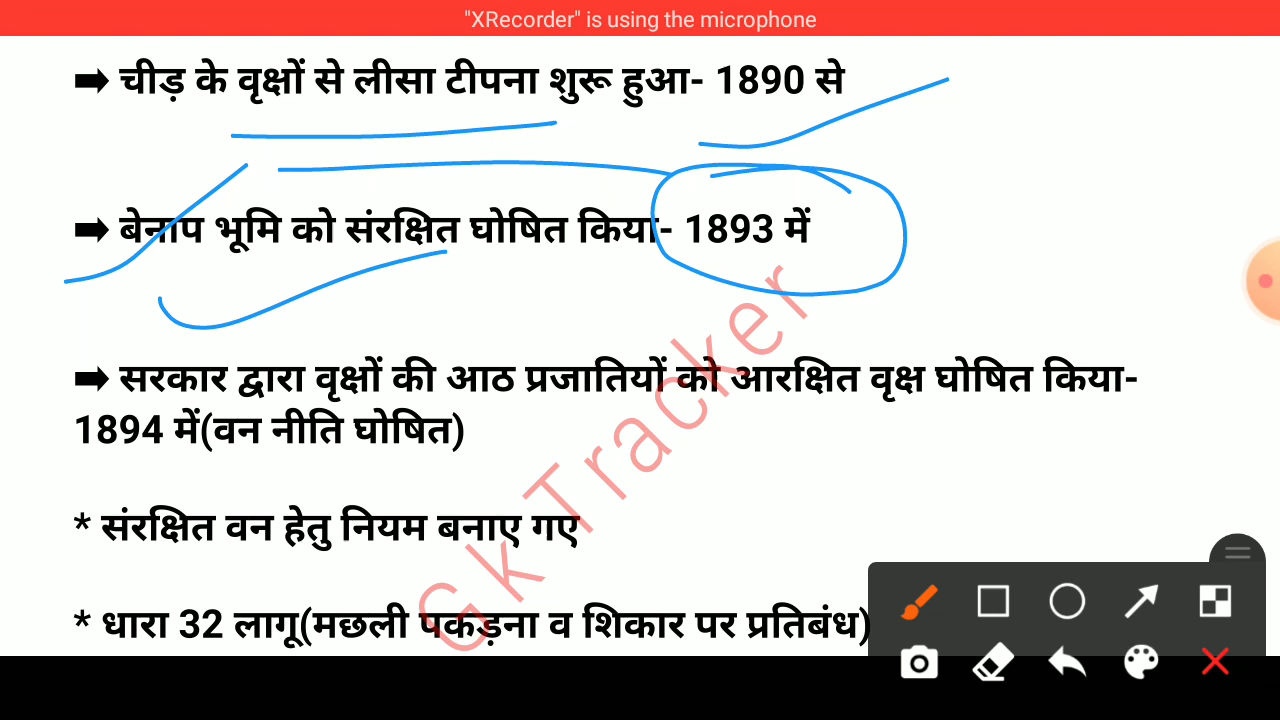 "XRecorder" is using the microphone
➡ चीड़ के वृक्षों से लीसा टीपना शुरू हुआ- 1890 से
➡ बेनाप भूमि को संरक्षित घोषित किया- 1893 में
➡ सरकार द्वारा वृक्षों की आठ प्रजातियों को आरक्षित वृक्ष घोषित किया-
1894 में(वन नीति घोषित)
* संरक्षित वन हेतु नियम बनाए गए
* धारा 32 लागू(मछली पकड़ना व शिकार पर प्रतिबंध)
Gk Tracker